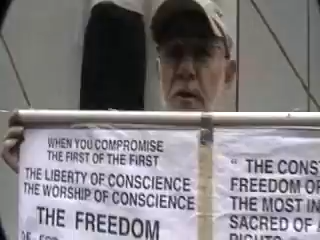 WHEN YOU COMPROMISE
THE FIRST OF THE FIRST
THE LIBERTY OF CONSCIENCE
THE WORSHIP OF CONSCIENCE
THE FREEDOM
" THE CONS
FREEDOM OF
THE MOST IN
SACRED OF